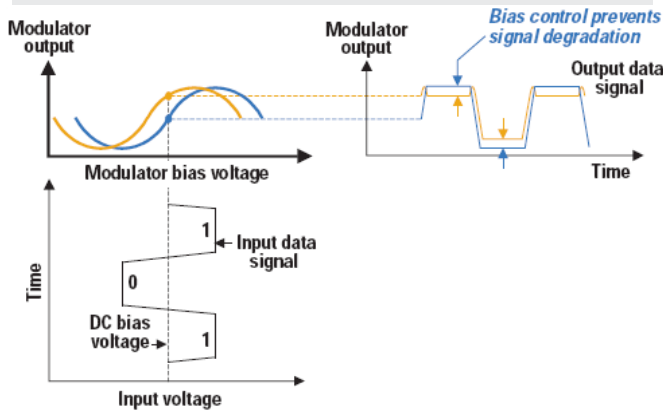 Modulator
output
Modulator bias voltage
Modulator
output
Bias control prevents
signal degradation
Output data
signal
Time
Time
1
Input data
signal
0
DC bias
voltage
1
Input voltage